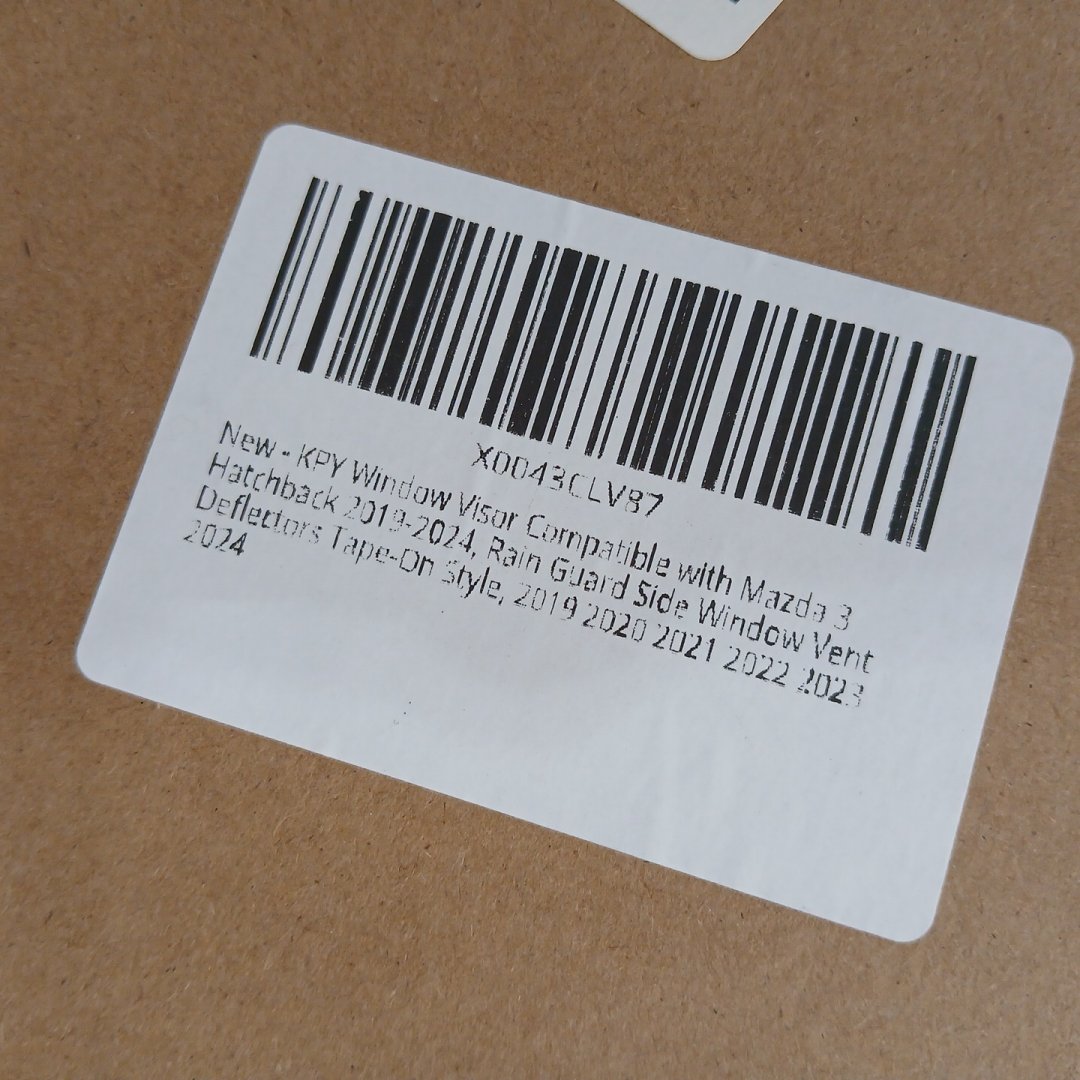 X0043CLV87
New - KPY Window Visor Compatible with Mazda 3
Hatchback 2019-2024, Rain Guard Side Window Vent
Deflectors Tape-On Style, 2019 2020 2021 2022 2023
2024